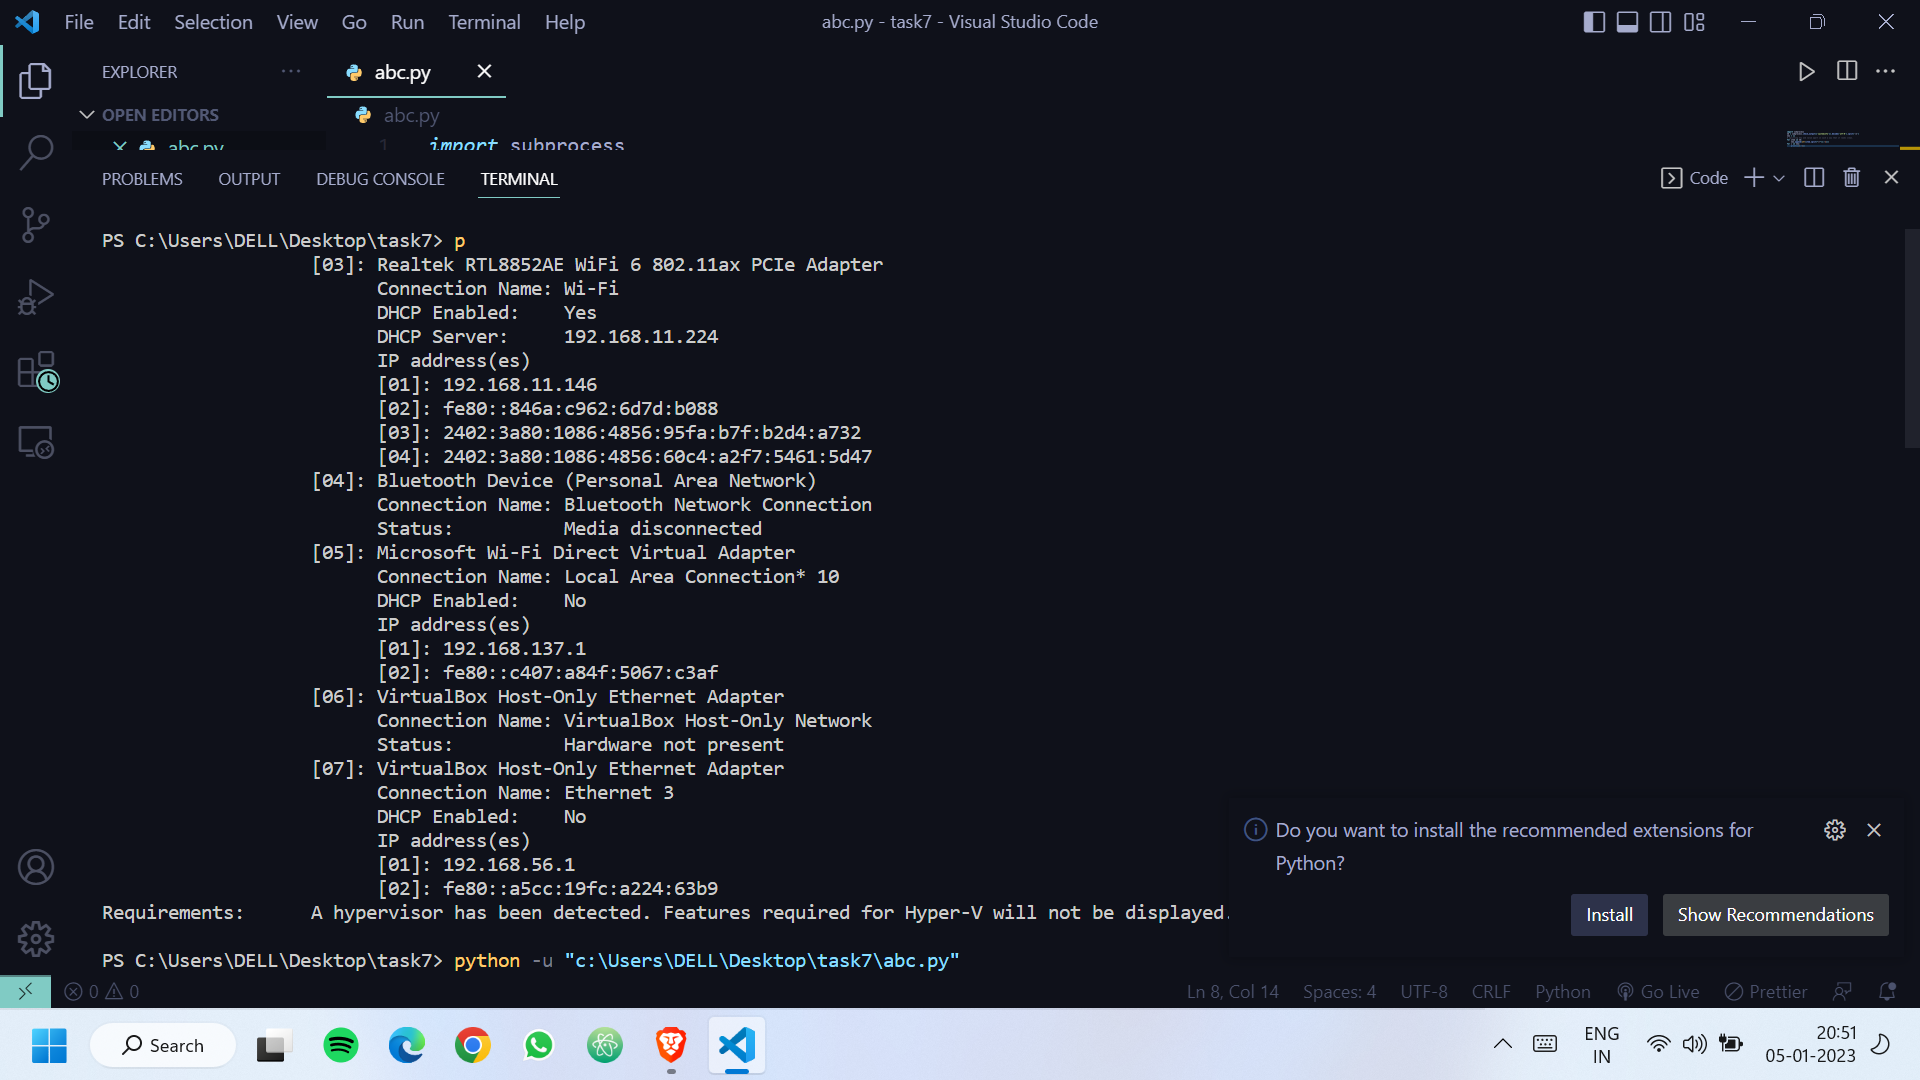 File Edit Selection View Go Run Terminal Help
abc.py - task7 - Visual Studio Code
EXPLORER
abc.py
OPEN EDITORS
abc.py
abc.py
1 import subprocess
PROBLEMS OUTPUT DEBUG CONSOLE TERMINAL
Code
PS C:\Users\DELL\Desktop\task7> p
[03]: Realtek RTL8852AE WiFi 6 802.11ax PCIe Adapter
Connection Name: Wi-Fi
DHCP Enabled: Yes
DHCP Server: 192.168.11.224
IP address(es)
[01]: 192.168.11.146
[02]: fe80::846a:c962:6d7d:b088
[03]: 2402:3a80:1086:4856:95fa:b7f:b2d4:a732
[04]: 2402:3a80:1086:4856:60c4:a2f7:5461:5d47
[04]: Bluetooth Device (Personal Area Network)
Connection Name: Bluetooth Network Connection
Status: Media disconnected
[05]: Microsoft Wi-Fi Direct Virtual Adapter
Connection Name: Local Area Connection* 10
DHCP Enabled: No
IP address(es)
[01]: 192.168.137.1
[02]: fe80::c407:a84f:5067:c3af
[06]: VirtualBox Host-Only Ethernet Adapter
Connection Name: VirtualBox Host-Only Network
Status: Hardware not present
[07]: VirtualBox Host-Only Ethernet Adapter
Connection Name: Ethernet 3
DHCP Enabled: No
IP address(es)
[01]: 192.168.56.1
[02]: fe80::a5cc:19fc:a224:63b9
Requirements: A hypervisor has been detected. Features required for Hyper-V will not be displayed.
PS C:\Users\DELL\Desktop\task7> python -u "c:\Users\DELL\Desktop\task7\abc.py"
Do you want to install the recommended extensions for
Python?
Install
Show Recommendations
0 0
Ln 8, Col 14 Spaces: 4 UTF-8 CRLF Python Go Live Prettier
Search
ENG
IN
20:51
05-01-2023